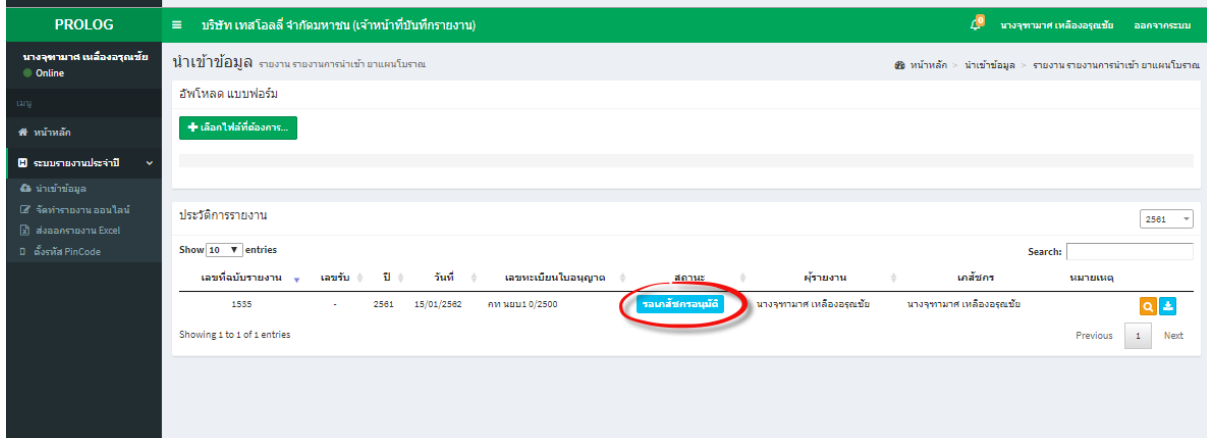 PROLOG
บริษัท เทสโอลลี่ จำกัดมหาชน (เจ้าหน้าที่บันทึกรายงาน)
นางจุฑามาศ เหลืองอรุณชัย
ออกจากระบบ
นางจุฑามาศ เหลืองอรุณชัย
Online
เมนู
หน้าหลัก
ระบบรายงานประจำปี
นำเข้าข้อมูล
จัดทำรายงาน ออนไลน์
ส่งออกรายงาน Excel
ตั้งรหัส PinCode
นำเข้าข้อมูล รายงาน รายงานการนำเข้า ยาแผนโบราณ
หน้าหลัก > นำเข้าข้อมูล > รายงาน รายงานการนำเข้า ยาแผนโบราณ
อัพโหลด แบบฟอร์ม
เลือกไฟล์ที่ต้องการ...
ประวัติการรายงาน
2561
Show 10 entries
Search:
เลขที่ฉบับรายงาน เลขรับ ปี วันที่ เลขทะเบียนใบอนุญาต สถานะ ผู้รายงาน เภสัชกร หมายเหตุ
1535 - 2561 15/01/2562 กท นยบ1 0/2500 รอเภสัชกรอนุมัติ นางจุฑามาศ เหลืองอรุณชัย นางจุฑามาศ เหลืองอรุณชัย
Showing 1 to 1 of 1 entries
Previous 1 Next